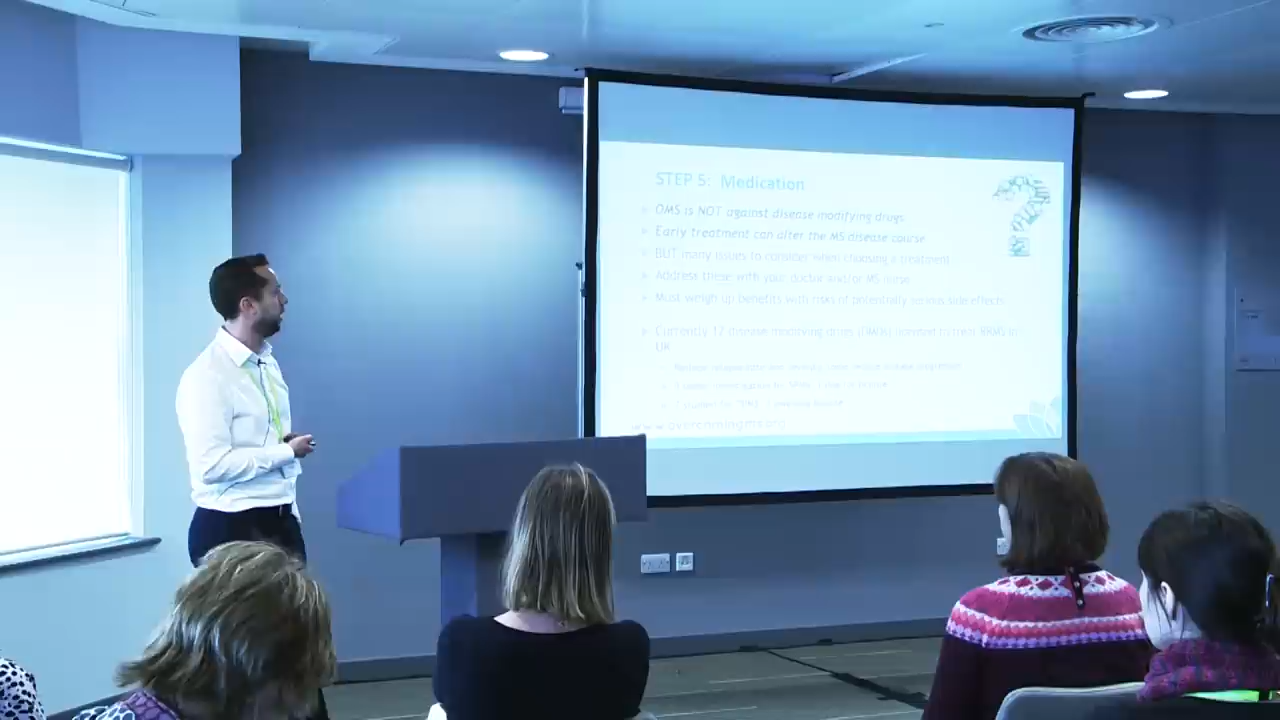 STEP 5: Medication
OMS is NOT against disease modifying drugs
Early treatment can alter the MS disease course
BUT many issues to consider when choosing a treatment
Address these with your doctor and/or MS nurse
Must weigh up benefits with risks of potentially serious side effects
Currently 12 disease modifying drugs (DMDs) licensed to treat RRMS in
UK
www.overcomingms.org